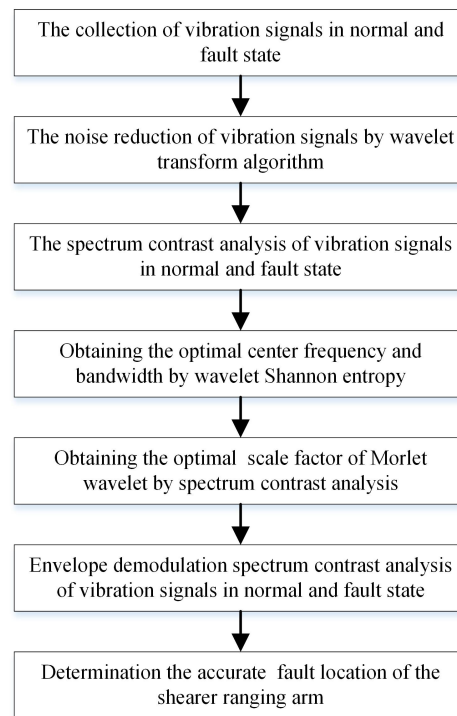 The collection of vibration signals in normal and
fault state
The noise reduction of vibration signals by wavelet
transform algorithm
The spectrum contrast analysis of vibration signals
in normal and fault state
Obtaining the optimal center frequency and
bandwidth by wavelet Shannon entropy
Obtaining the optimal scale factor of Morlet
wavelet by spectrum contrast analysis
Envelope demodulation spectrum contrast analysis
of vibration signals in normal and fault state
Determination the accurate fault location of the
shearer ranging arm